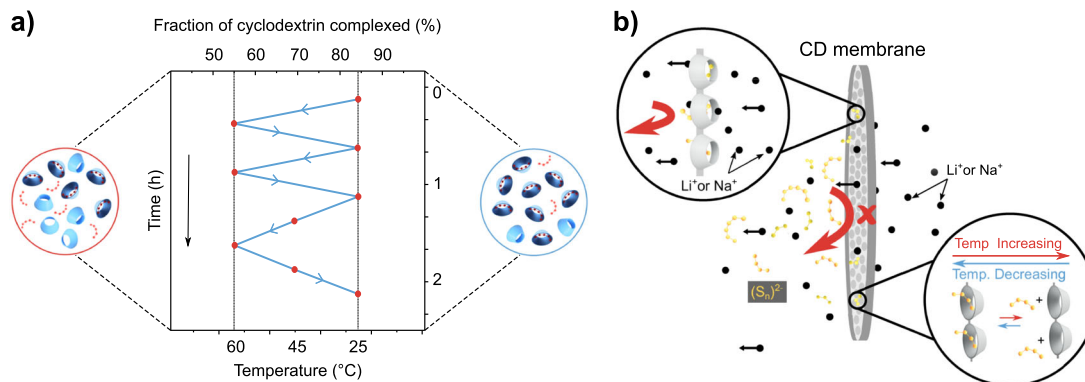 a)
Fraction of cyclodextrin complexed (%)
50 60 70 80 90
Time (h)
0
1
2
60 45 25
Temperature (°C)
b)
CD membrane
Li⁺or Na⁺
Li⁺or Na⁺
x
(Sₙ)²⁻
Temp Increasing
Temp. Decreasing
+
+